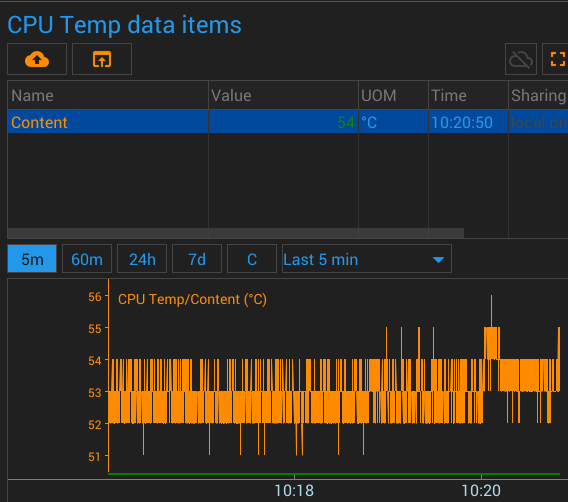 CPU Temp data items
Name Value UOM Time Sharing
Content 54 °C 10:20:50 local on
5m 60m 24h 7d C Last 5 min
CPU Temp/Content (°C)
56
55
54
53
52
51
10:18 10:20